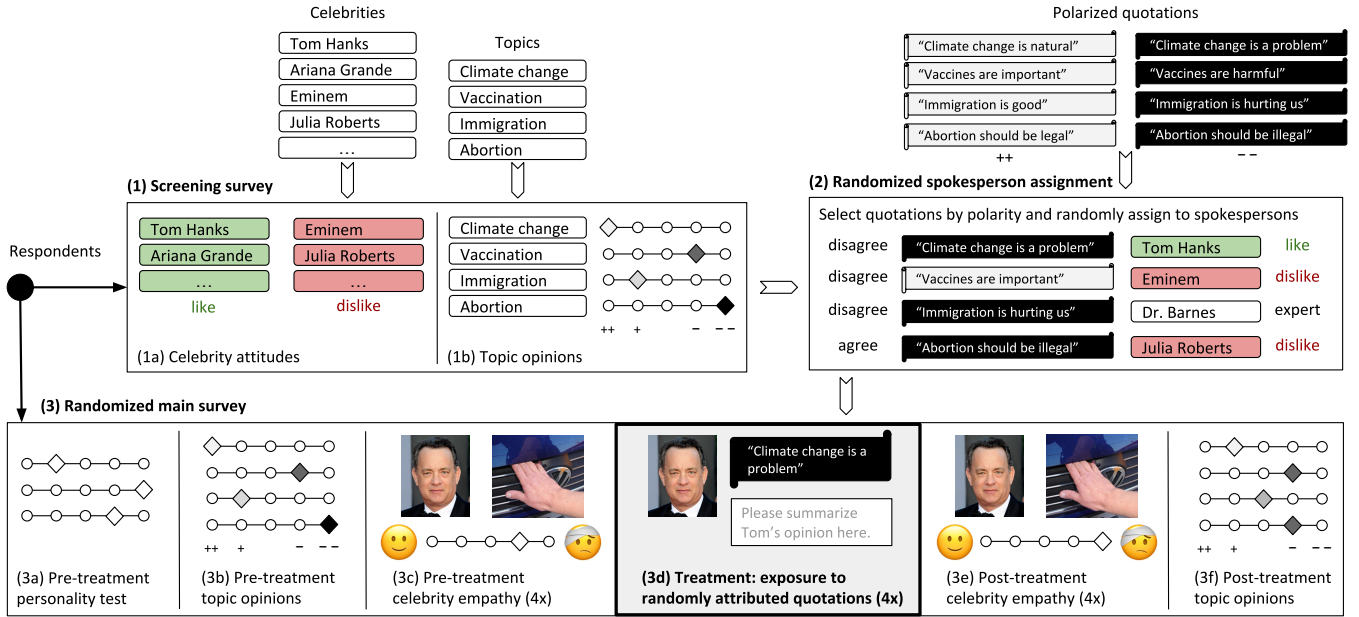 Celebrities
Tom Hanks
Ariana Grande
Eminem
Julia Roberts
...
Topics
Climate change
Vaccination
Immigration
Abortion
Polarized quotations
“Climate change is natural”
“Vaccines are important”
“Immigration is good”
“Abortion should be legal”
++
“Climate change is a problem”
“Vaccines are harmful”
“Immigration is hurting us”
“Abortion should be illegal”
– –
Respondents
(1) Screening survey
Tom Hanks
Ariana Grande
...
like
Eminem
Julia Roberts
...
dislike
(1a) Celebrity attitudes
Climate change
Vaccination
Immigration
Abortion
++ + – – –
(1b) Topic opinions
(2) Randomized spokesperson assignment
Select quotations by polarity and randomly assign to spokespersons
disagree “Climate change is a problem” Tom Hanks like
disagree “Vaccines are important” Eminem dislike
disagree “Immigration is hurting us” Dr. Barnes expert
agree “Abortion should be illegal” Julia Roberts dislike
(3) Randomized main survey
(3a) Pre-treatment
personality test
++ + – – –
(3b) Pre-treatment
topic opinions
(3c) Pre-treatment
celebrity empathy (4x)
“Climate change is a
problem”
Please summarize
Tom’s opinion here.
(3d) Treatment: exposure to
randomly attributed quotations (4x)
(3e) Post-treatment
celebrity empathy (4x)
++ + – – –
(3f) Post-treatment
topic opinions